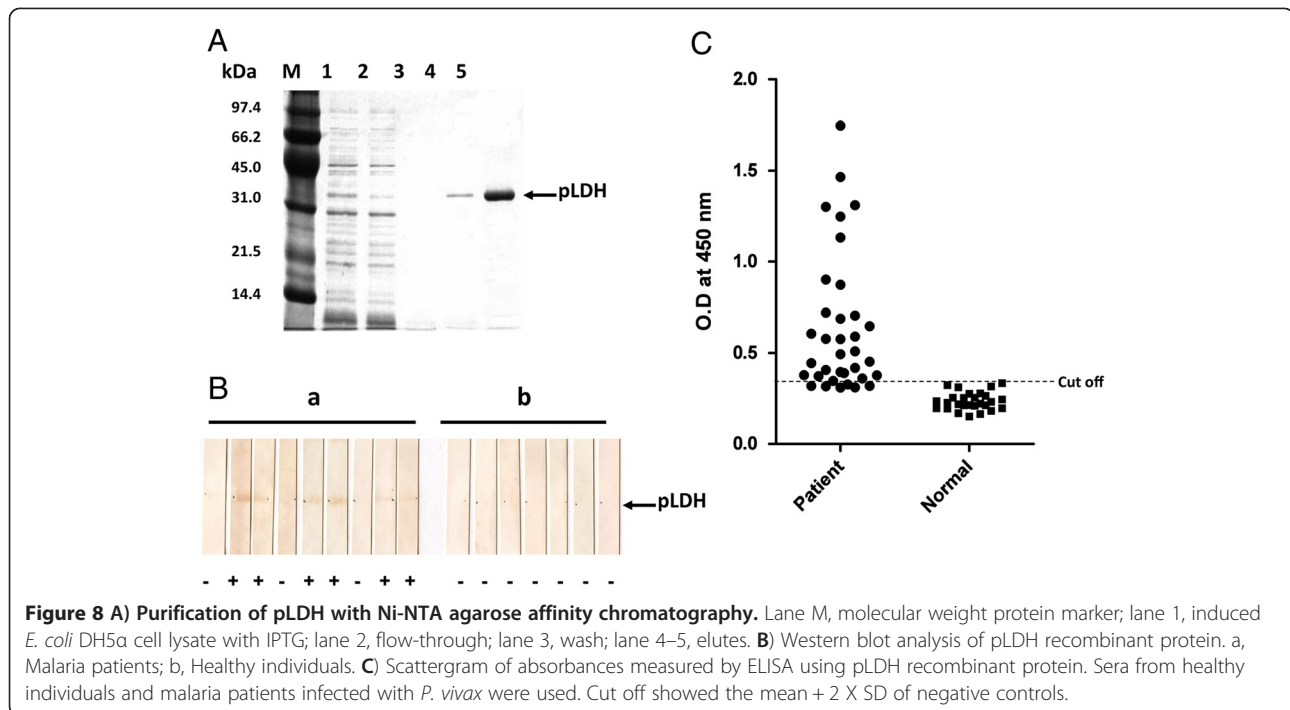 A
kDa M 1 2 3 4 5
97.4
66.2
45.0
31.0
21.5
14.4
pLDH
B
a b
pLDH
- + + - + + - + + - - - - - - -
C
2.0
1.5
1.0
0.5
0.0
O.D at 450 nm
Cut off
Patient
Normal
Figure 8 A) Purification of pLDH with Ni-NTA agarose affinity chromatography. Lane M, molecular weight protein marker; lane 1, induced
E. coli DH5α cell lysate with IPTG; lane 2, flow-through; lane 3, wash; lane 4–5, elutes. B) Western blot analysis of pLDH recombinant protein. a,
Malaria patients; b, Healthy individuals. C) Scattergram of absorbances measured by ELISA using pLDH recombinant protein. Sera from healthy
individuals and malaria patients infected with P. vivax were used. Cut off showed the mean + 2 X SD of negative controls.